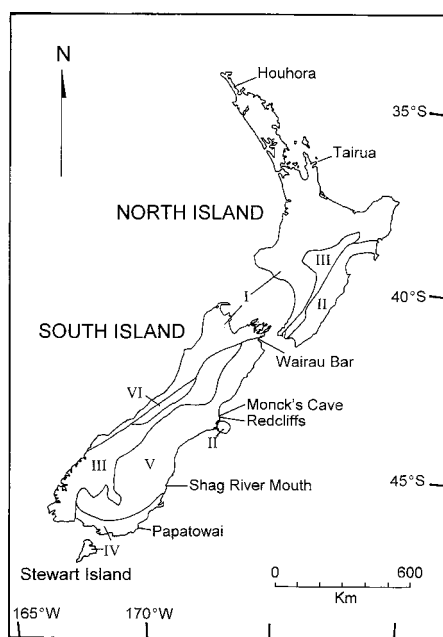 N
Houhora
35°S
Tairua
NORTH ISLAND
III
II
I
40°S
SOUTH ISLAND
Wairau Bar
VI
Monck's Cave
Redcliffs
II
III
V
Shag River Mouth
45°S
Papatowai
IV
Stewart Island
0 600
Km
165°W 170°W